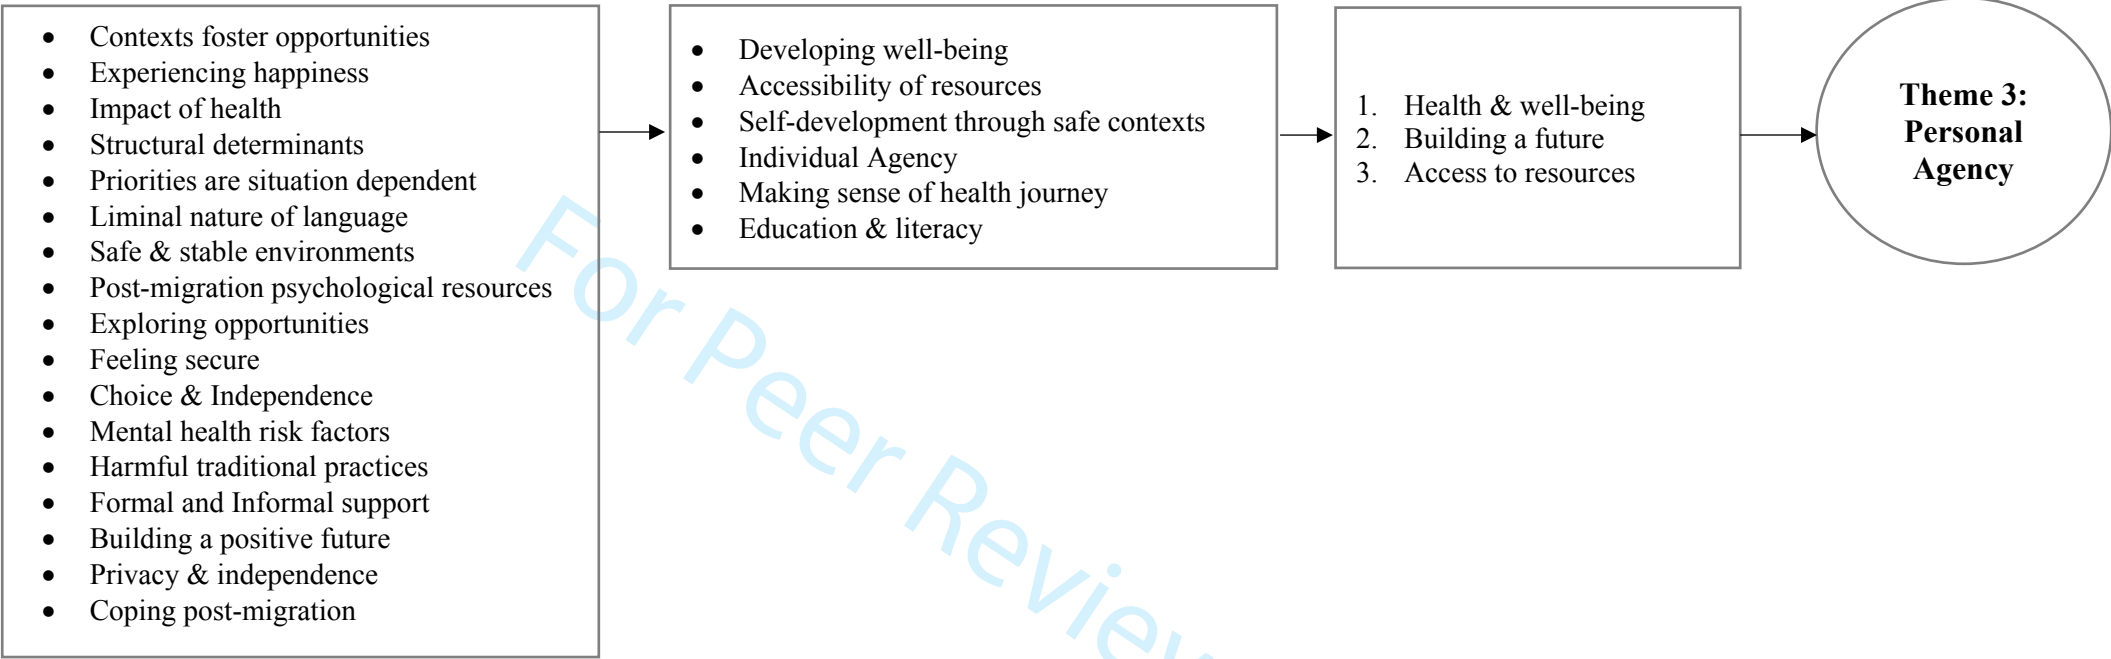 • Contexts foster opportunities
• Experiencing happiness
• Impact of health
• Structural determinants
• Priorities are situation dependent
• Liminal nature of language
• Safe & stable environments
• Post-migration psychological resources
• Exploring opportunities
• Feeling secure
• Choice & Independence
• Mental health risk factors
• Harmful traditional practices
• Formal and Informal support
• Building a positive future
• Privacy & independence
• Coping post-migration
• Developing well-being
• Accessibility of resources
• Self-development through safe contexts
• Individual Agency
• Making sense of health journey
• Education & literacy
1. Health & well-being
2. Building a future
3. Access to resources
Theme 3:
Personal
Agency
For Peer Review